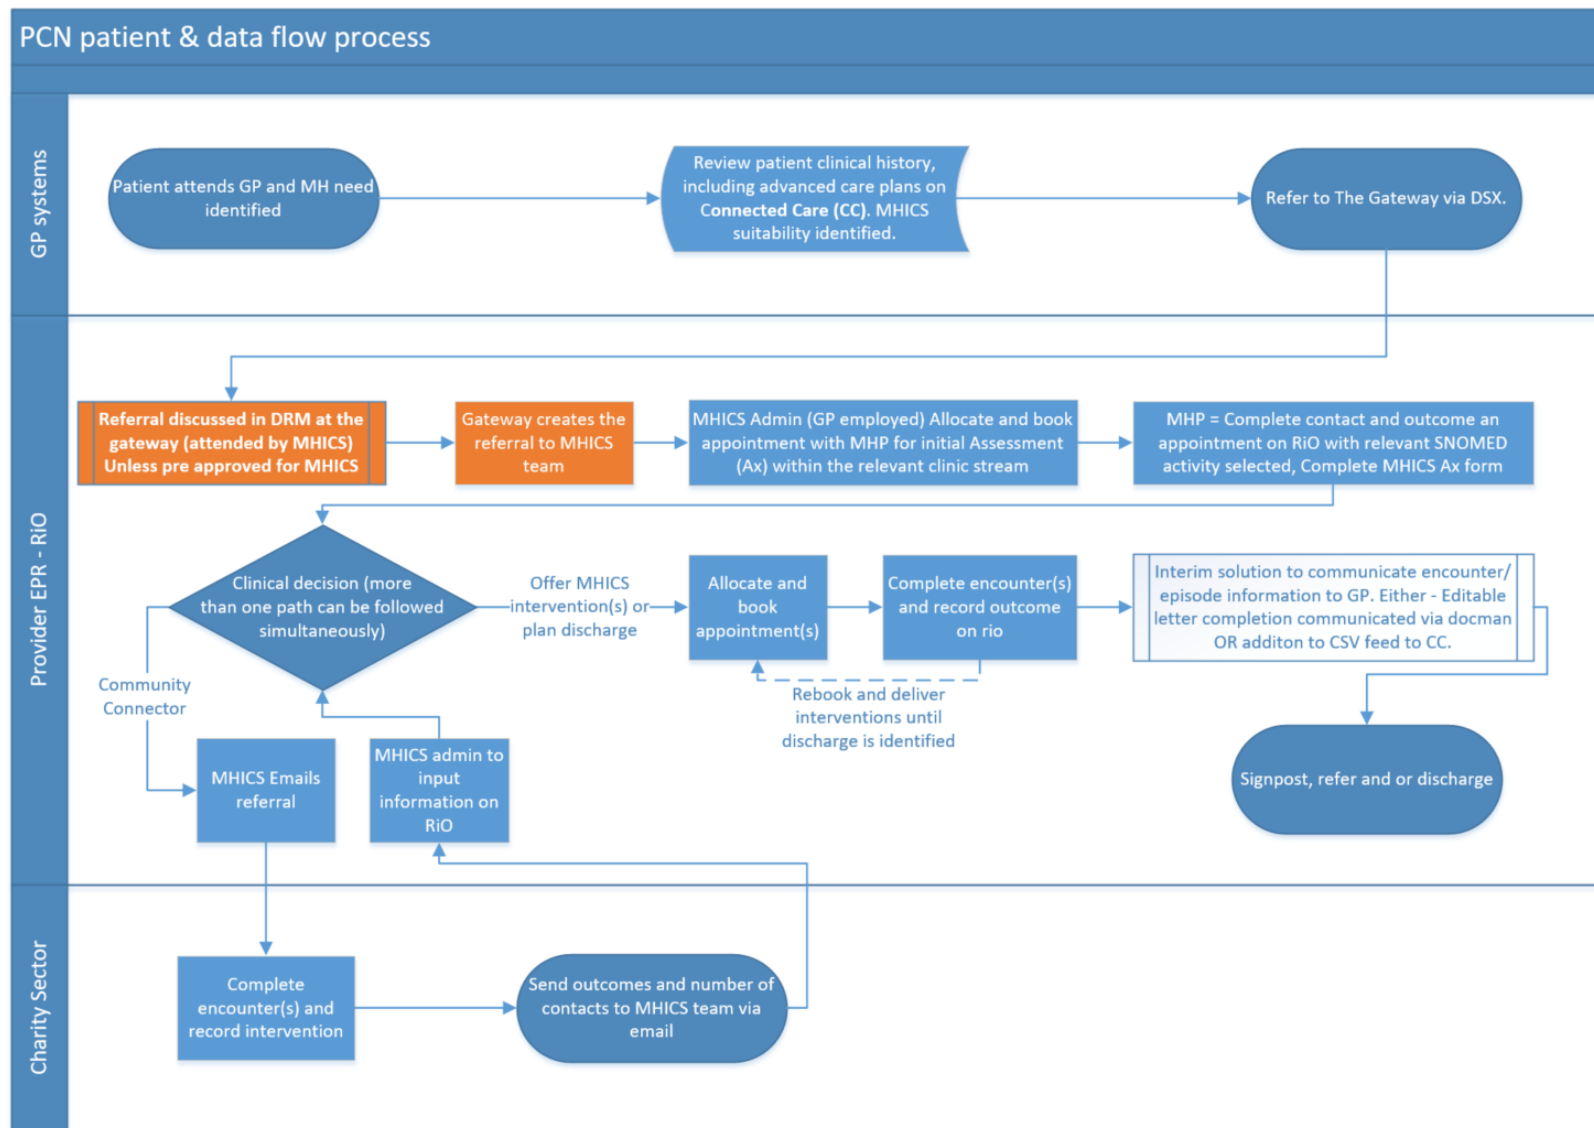 PCN patient & data flow process
GP systems
Patient attends GP and MH need
identified
Review patient clinical history,
including advanced care plans on
Connected Care (CC). MHICS
suitability identified.
Refer to The Gateway via DSX.
Provider EPR - RiO
Referral discussed in DRM at the
gateway (attended by MHICS)
Unless pre approved for MHICS
Gateway creates the
referral to MHICS
team
MHICS Admin (GP employed) Allocate and book
appointment with MHP for initial Assessment
(Ax) within the relevant clinic stream
MHP = Complete contact and outcome an
appointment on RiO with relevant SNOMED
activity selected, Complete MHICS Ax form
Clinical decision (more
than one path can be followed
simultaneously)
Offer MHICS
intervention(s) or
plan discharge
Allocate and
book
appointment(s)
Complete encounter(s)
and record outcome
on rio
Interim solution to communicate encounter/
episode information to GP. Either - Editable
letter completion communicated via docman
OR additon to CSV feed to CC.
Rebook and deliver
interventions until
discharge is identified
Community
Connector
MHICS Emails
referral
MHICS admin to
input
information on
RiO
Signpost, refer and or discharge
Charity Sector
Complete
encounter(s) and
record intervention
Send outcomes and number of
contacts to MHICS team via
email